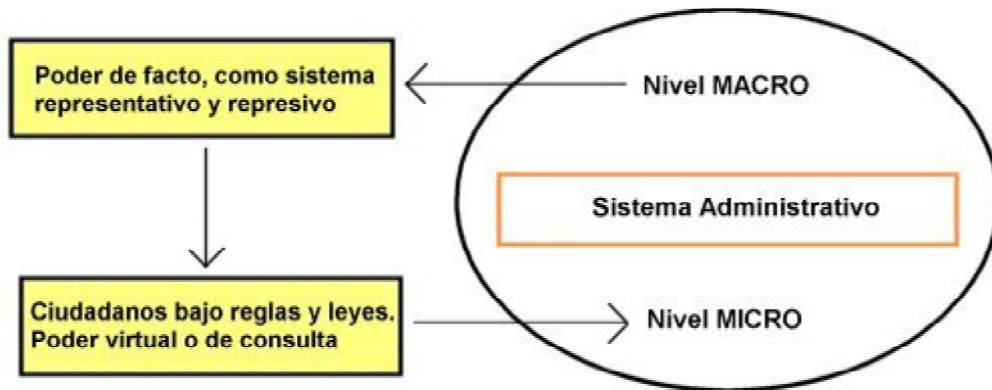 Poder de facto, como sistema
representativo y represivo
Nivel MACRO
Sistema Administrativo
Ciudadanos bajo reglas y leyes.
Poder virtual o de consulta
Nivel MICRO